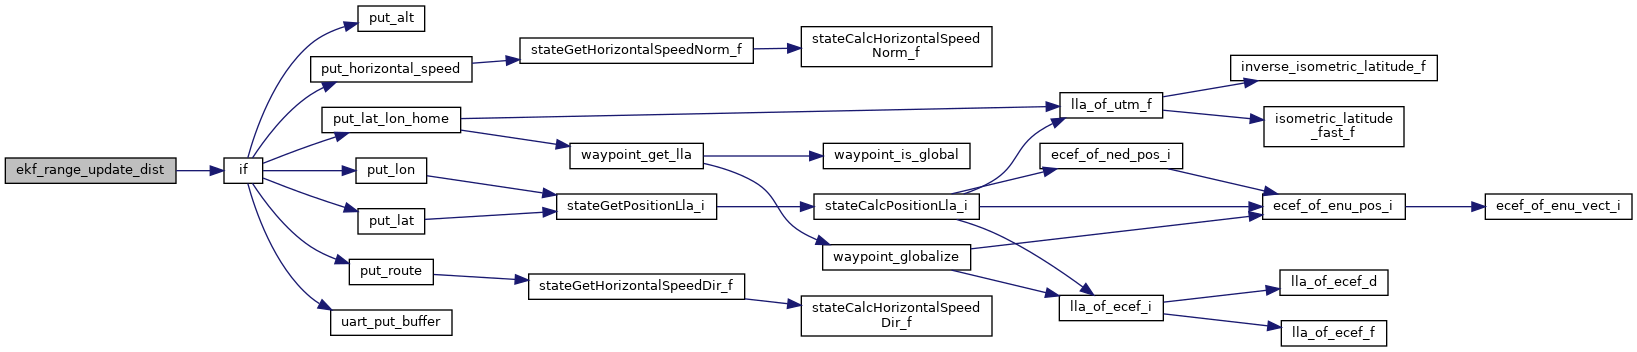 put_alt
stateGetHorizontalSpeedNorm_f
stateCalcHorizontalSpeed
Norm_f
put_horizontal_speed
inverse_isometric_latitude_f
put_lat_lon_home
lla_of_utm_f
isometric_latitude
_fast_f
waypoint_get_lla
waypoint_is_global
ecef_of_ned_pos_i
ekf_range_update_dist
if
put_lon
stateGetPositionLla_i
stateCalcPositionLla_i
ecef_of_enu_pos_i
ecef_of_enu_vect_i
put_lat
waypoint_globalize
put_route
stateGetHorizontalSpeedDir_f
lla_of_ecef_d
stateCalcHorizontalSpeed
Dir_f
lla_of_ecef_i
uart_put_buffer
lla_of_ecef_f